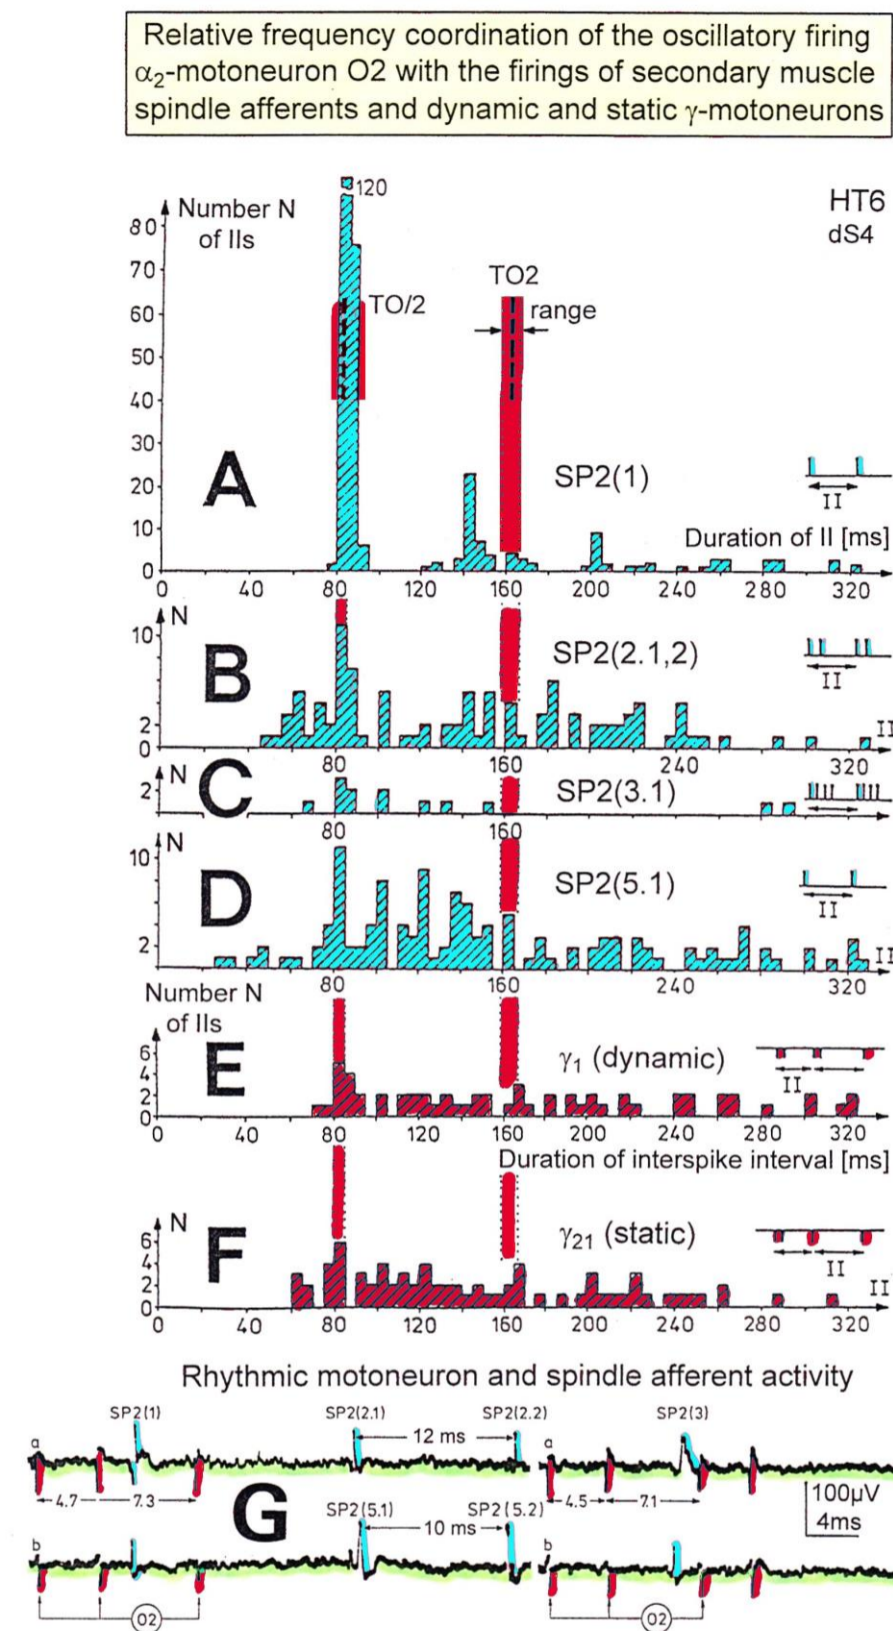 Relative frequency coordination of the oscillatory firing
α₂-motoneuron O2 with the firings of secondary muscle
spindle afferents and dynamic and static γ-motoneurons
HT6
dS4
Number N
of IIs
120
80
70
60
50
40
30
20
10
0
TO/2
TO2
range
A
SP2(1)
II
Duration of II [ms]
0 40 80 120 160 200 240 280 320
N
10
2
0
B
SP2(2.1,2)
II
II
80 160 240 320
N
2
C
SP2(3.1)
80 160
N
10
2
0
D
SP2(5.1)
II
II
80 160 240 320
Number N
of IIs
6
4
2
0
E
γ₁ (dynamic)
II
0 40 80 120 160 200 240 280 320
Duration of interspike interval [ms]
N
6
4
2
0
F
γ₂₁ (static)
II
II
0 40 80 120 160 200 240 280 320
Rhythmic motoneuron and spindle afferent activity
SP2(1) SP2(2.1) SP2(2.2) SP2(3)
a 12 ms a
4.7 7.3 4.5 7.1
G
100µV
4ms
SP2(5.1) SP2(5.2)
b 10 ms b
O2 O2